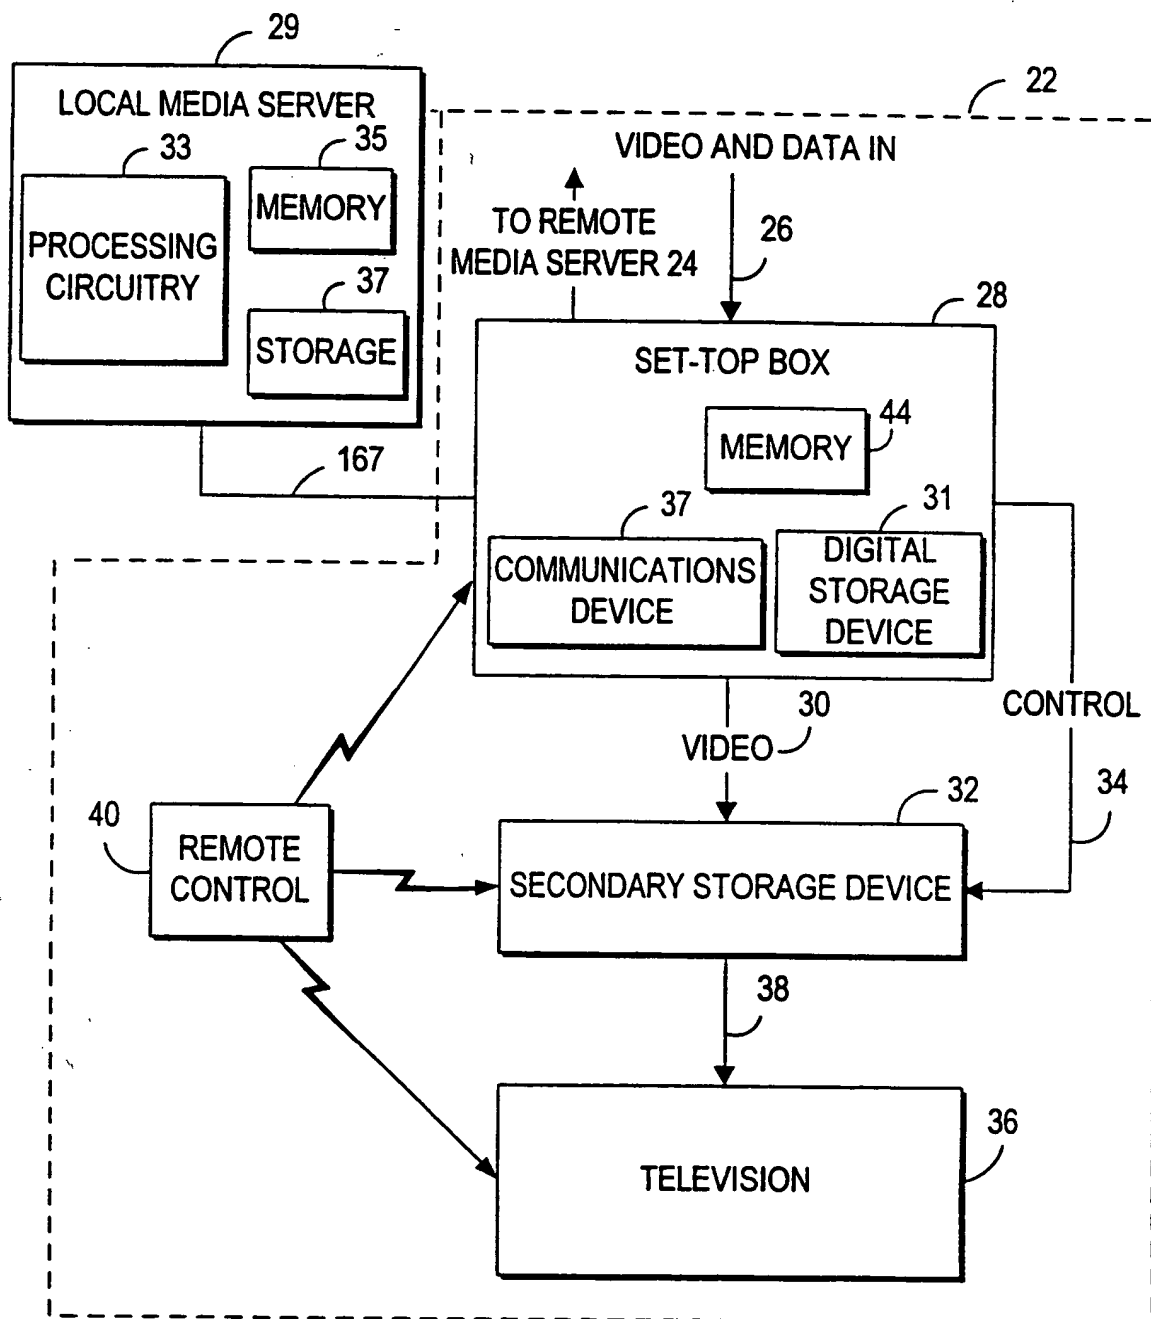 29
LOCAL MEDIA SERVER
33
35
PROCESSING
CIRCUITRY
MEMORY
37
STORAGE
22
VIDEO AND DATA IN
TO REMOTE
MEDIA SERVER 24
26
28
SET-TOP BOX
MEMORY
44
167
37
COMMUNICATIONS
DEVICE
31
DIGITAL
STORAGE
DEVICE
30
VIDEO
CONTROL
34
40
REMOTE
CONTROL
32
SECONDARY STORAGE DEVICE
38
36
TELEVISION